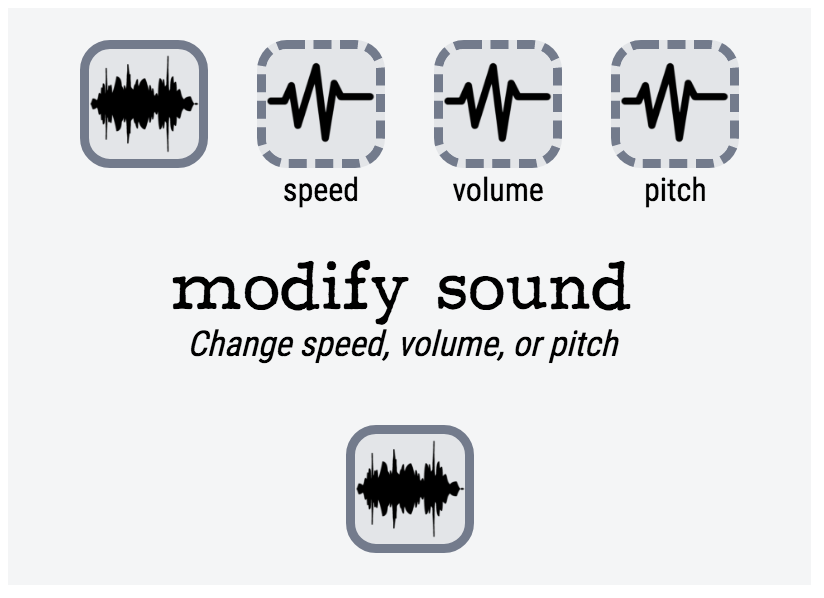 speed volume pitch
modify sound
Change speed, volume, or pitch